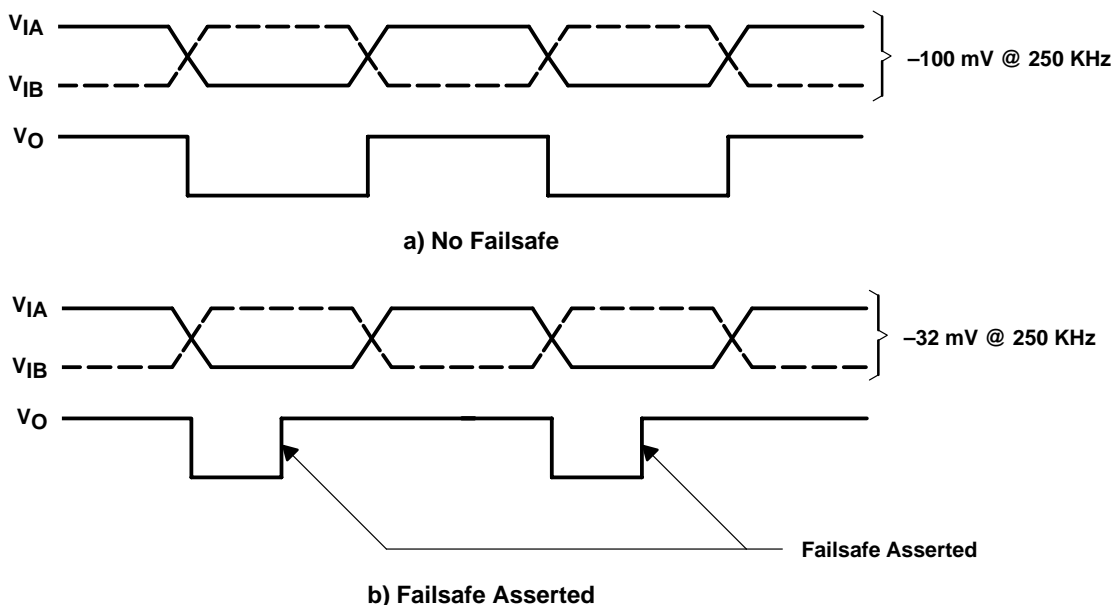 VIA
VIB
–100 mV @ 250 KHz
VO
a) No Failsafe
VIA
VIB
–32 mV @ 250 KHz
VO
Failsafe Asserted
b) Failsafe Asserted